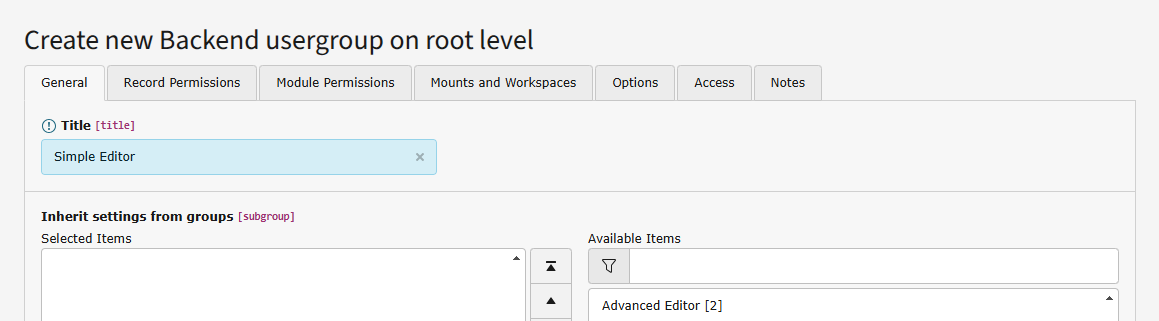 Create new Backend usergroup on root level
General Record Permissions Module Permissions Mounts and Workspaces Options Access Notes
Title [title]
Simple Editor
Inherit settings from groups [subgroup]
Selected Items Available Items
Advanced Editor [2]